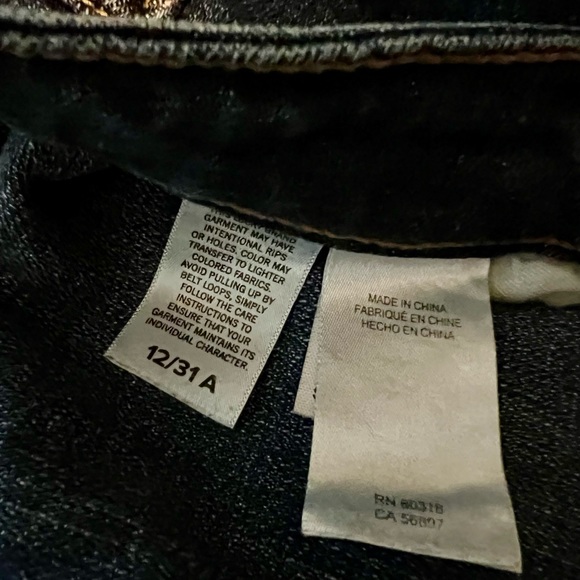 GARMENT MAY HAVE
INTENTIONAL RIPS
OR HOLES. COLOR MAY
TRANSFER TO LIGHTER
COLORED FABRICS.
AVOID PULLING UP BY
BELT LOOPS, SIMPLY
FOLLOW THE CARE
INSTRUCTIONS TO
ENSURE THAT YOUR
GARMENT MAINTAINS ITS
INDIVIDUAL CHARACTER.
12/31 A
MADE IN CHINA
FABRIQUÉ EN CHINE
HECHO EN CHINA
RN
CA